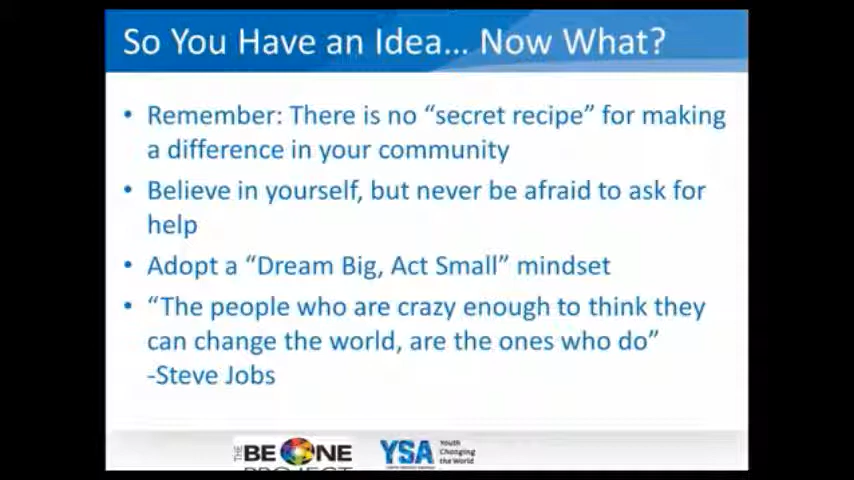 So You Have an Idea... Now What?
• Remember: There is no “secret recipe” for making
a difference in your community
• Believe in yourself, but never be afraid to ask for
help
• Adopt a “Dream Big, Act Small” mindset
• “The people who are crazy enough to think they
can change the world, are the ones who do”
-Steve Jobs
THE BE ONE
PROJECT
YSA
Youth
Changing
the World